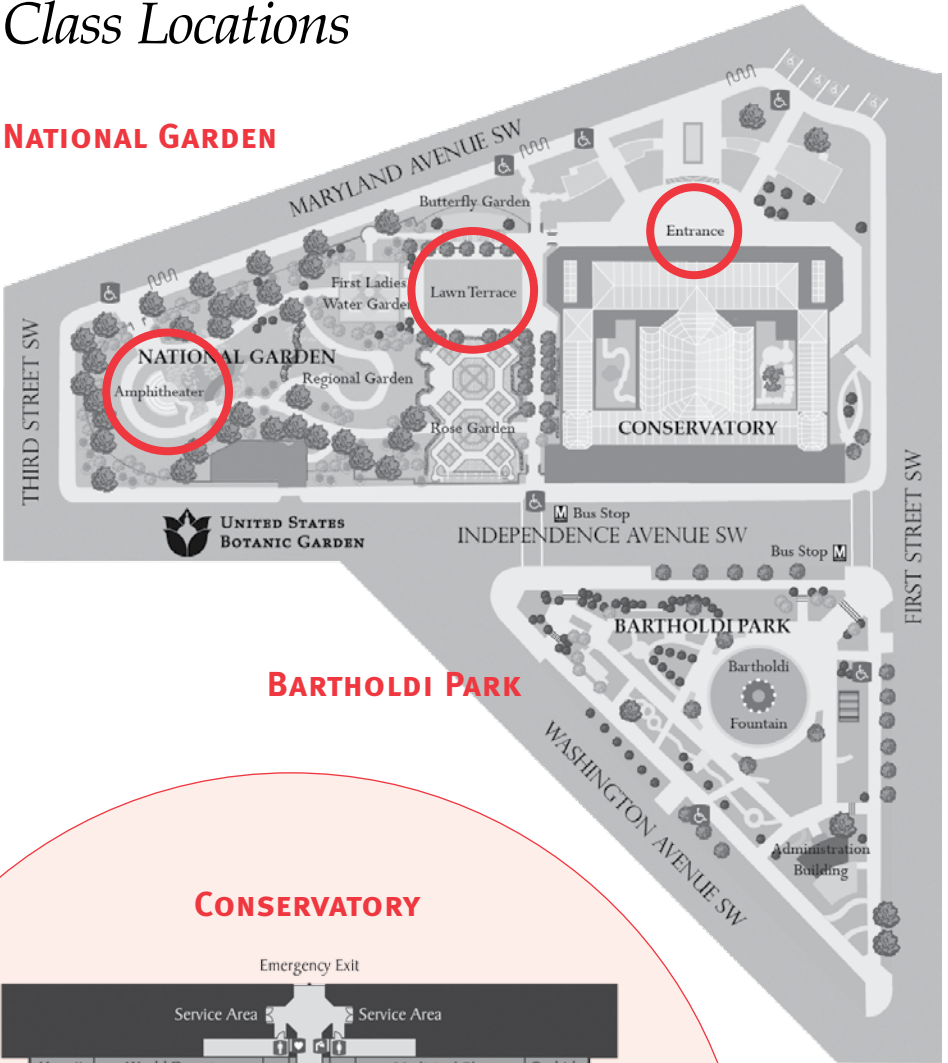 Class Locations
NATIONAL GARDEN
MARYLAND AVENUE SW
Butterfly Garden
Entrance
First Ladies
Water Garden
Lawn Terrace
THIRD STREET SW
NATIONAL GARDEN
Amphitheater
Regional Garden
Rose Garden
CONSERVATORY
FIRST STREET SW
UNITED STATES
BOTANIC GARDEN
M Bus Stop
INDEPENDENCE AVENUE SW
Bus Stop M
BARTHOLDI PARK
Bartholdi
Fountain
BARTHOLDI PARK
WASHINGTON AVENUE SW
Administration
Building
CONSERVATORY
Emergency Exit
Service Area
Service Area